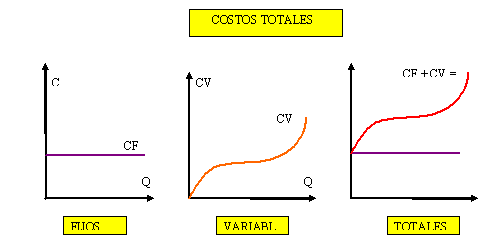 COSTOS TOTALES
C
CF
Q
CV
CV
Q
CF + CV =
FIJOS
VARIABL
TOTALES